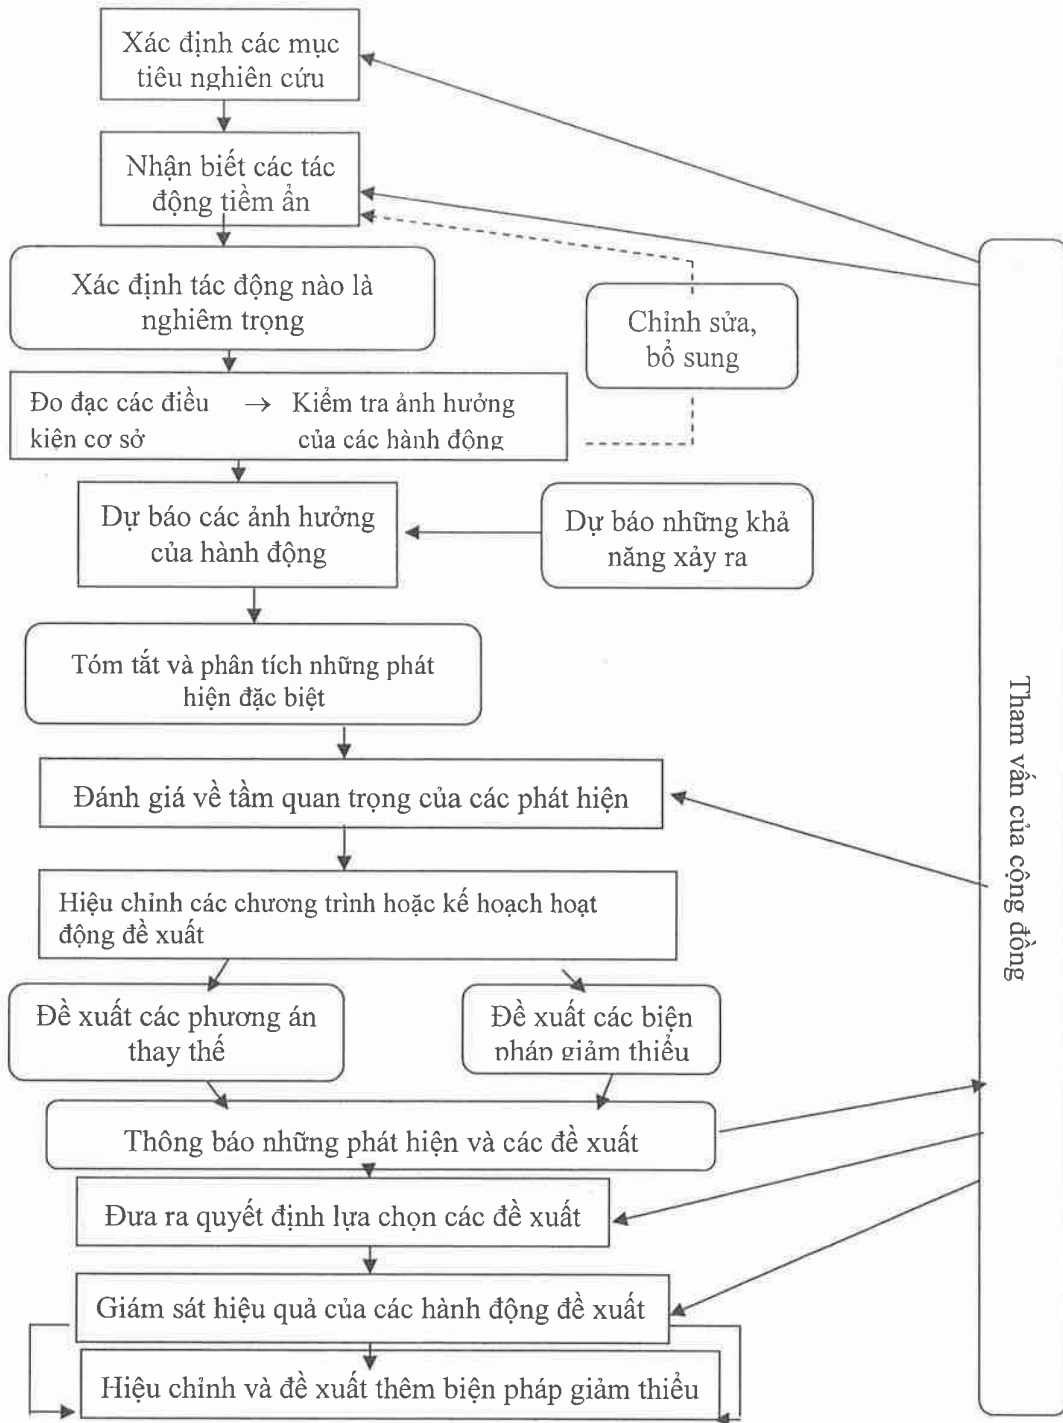 Xác định các mục
tiêu nghiên cứu
Nhận biết các tác
động tiềm ẩn
Xác định tác động nào là
nghiêm trọng
Chỉnh sửa,
bổ sung
Đo đạc các điều → Kiểm tra ảnh hưởng
kiện cơ sở của các hành động
Dự báo các ảnh hưởng
của hành động
Dự báo những khả
năng xảy ra
Tóm tắt và phân tích những phát
hiện đặc biệt
Đánh giá về tầm quan trọng của các phát hiện
Hiệu chỉnh các chương trình hoặc kế hoạch hoạt
động đề xuất
Đề xuất các phương án
thay thế
Đề xuất các biện
pháp giảm thiểu
Thông báo những phát hiện và các đề xuất
Đưa ra quyết định lựa chọn các đề xuất
Giám sát hiệu quả của các hành động đề xuất
Hiệu chỉnh và đề xuất thêm biện pháp giảm thiểu
Tham vấn của cộng đồng